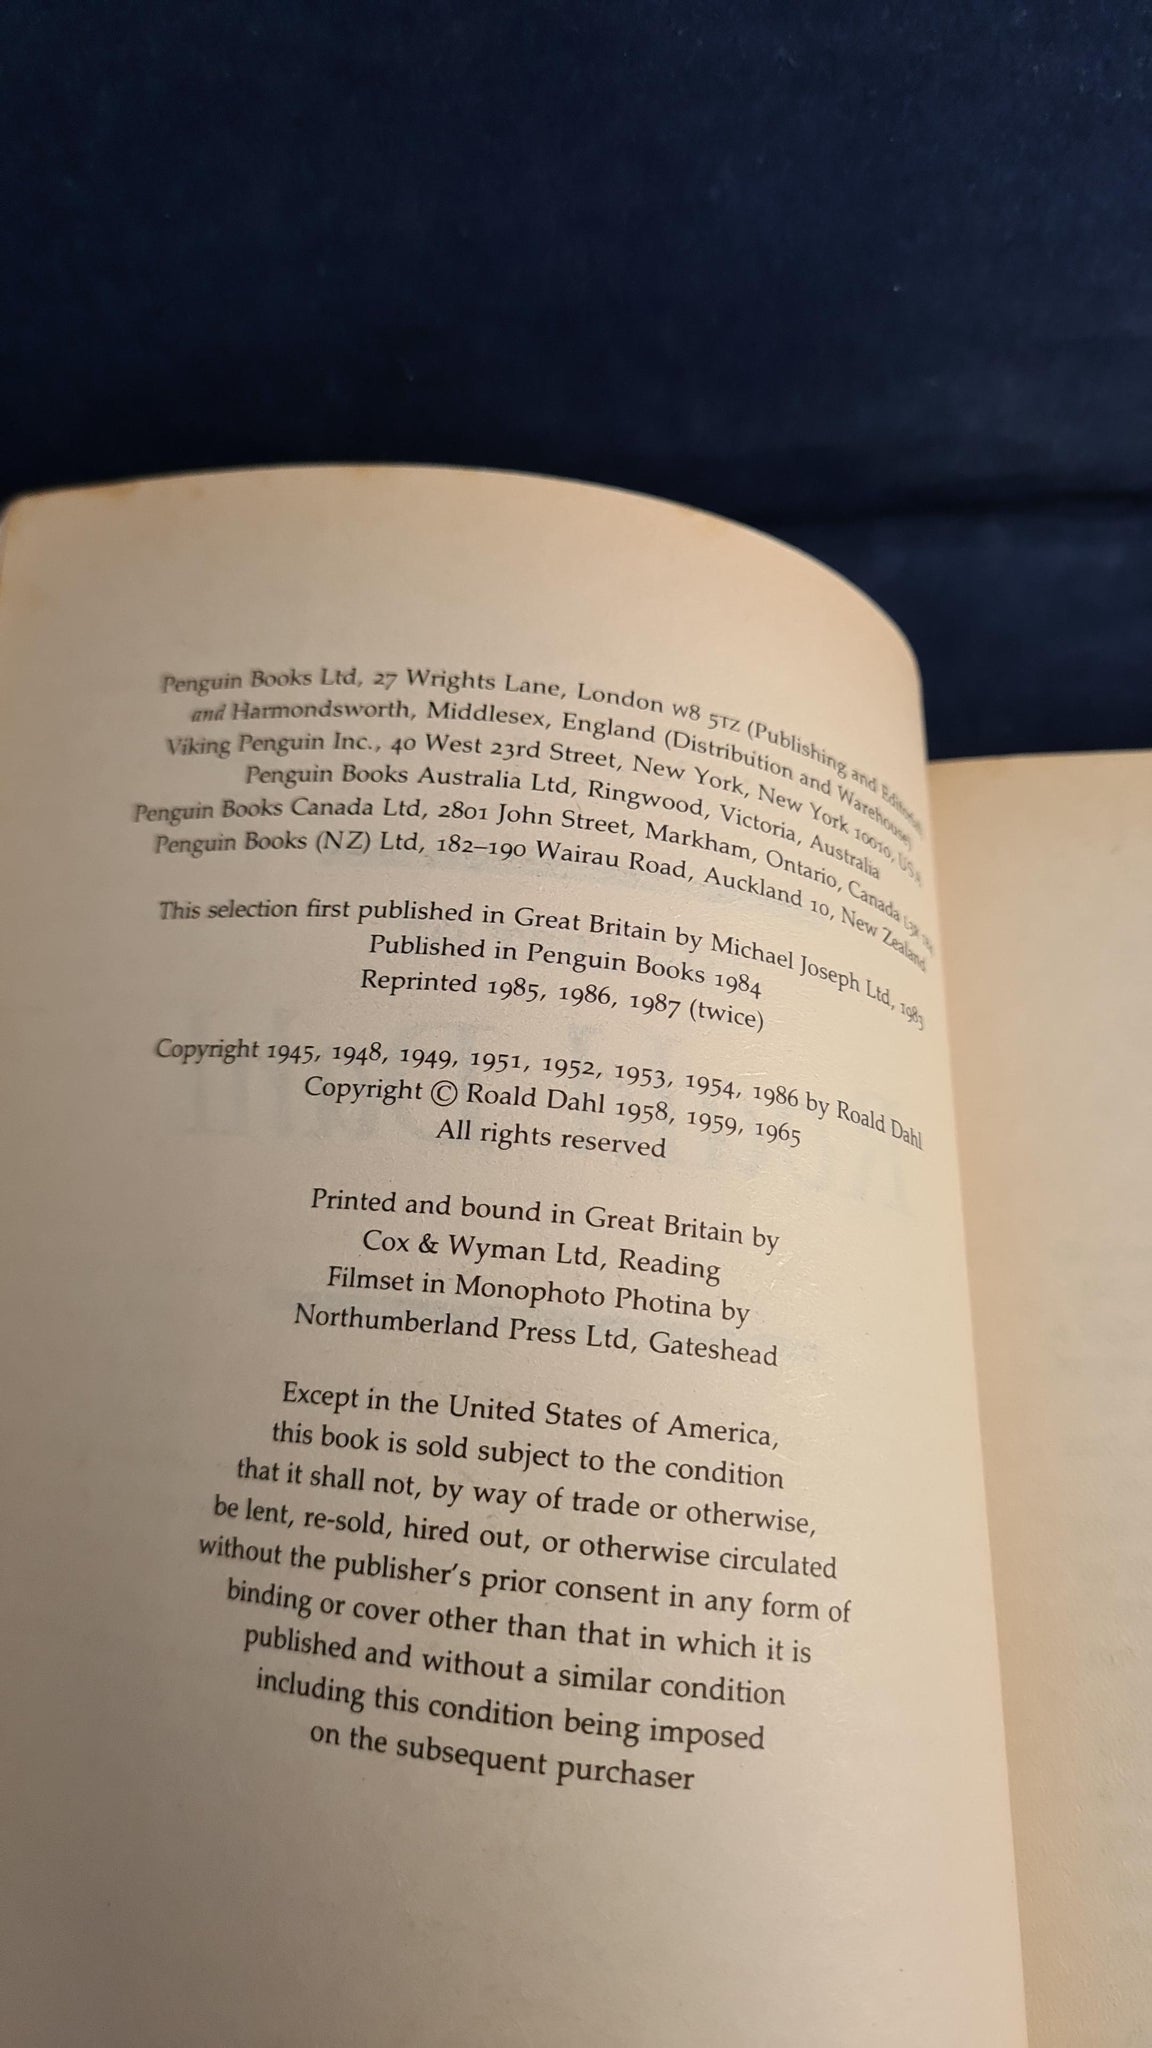 Penguin Books Ltd, 27 Wrights Lane, London W8 5TZ (Publishing and Editorial)
and Harmondsworth, Middlesex, England (Distribution and Warehouse)
Viking Penguin Inc., 40 West 23rd Street, New York, New York 10010, USA
Penguin Books Australia Ltd, Ringwood, Victoria, Australia
Penguin Books Canada Ltd, 2801 John Street, Markham, Ontario, Canada
Penguin Books (NZ) Ltd, 182–190 Wairau Road, Auckland 10, New Zealand
This selection first published in Great Britain by Michael Joseph Ltd, 1983
Published in Penguin Books 1984
Reprinted 1985, 1986, 1987 (twice)
Copyright 1945, 1948, 1949, 1951, 1952, 1953, 1954, 1986 by Roald Dahl
Copyright © Roald Dahl 1958, 1959, 1965
All rights reserved
Printed and bound in Great Britain by
Cox & Wyman Ltd, Reading
Filmset in Monophoto Photina by
Northumberland Press Ltd, Gateshead
Except in the United States of America,
this book is sold subject to the condition
that it shall not, by way of trade or otherwise,
be lent, re-sold, hired out, or otherwise circulated
without the publisher's prior consent in any form of
binding or cover other than that in which it is
published and without a similar condition
including this condition being imposed
on the subsequent purchaser